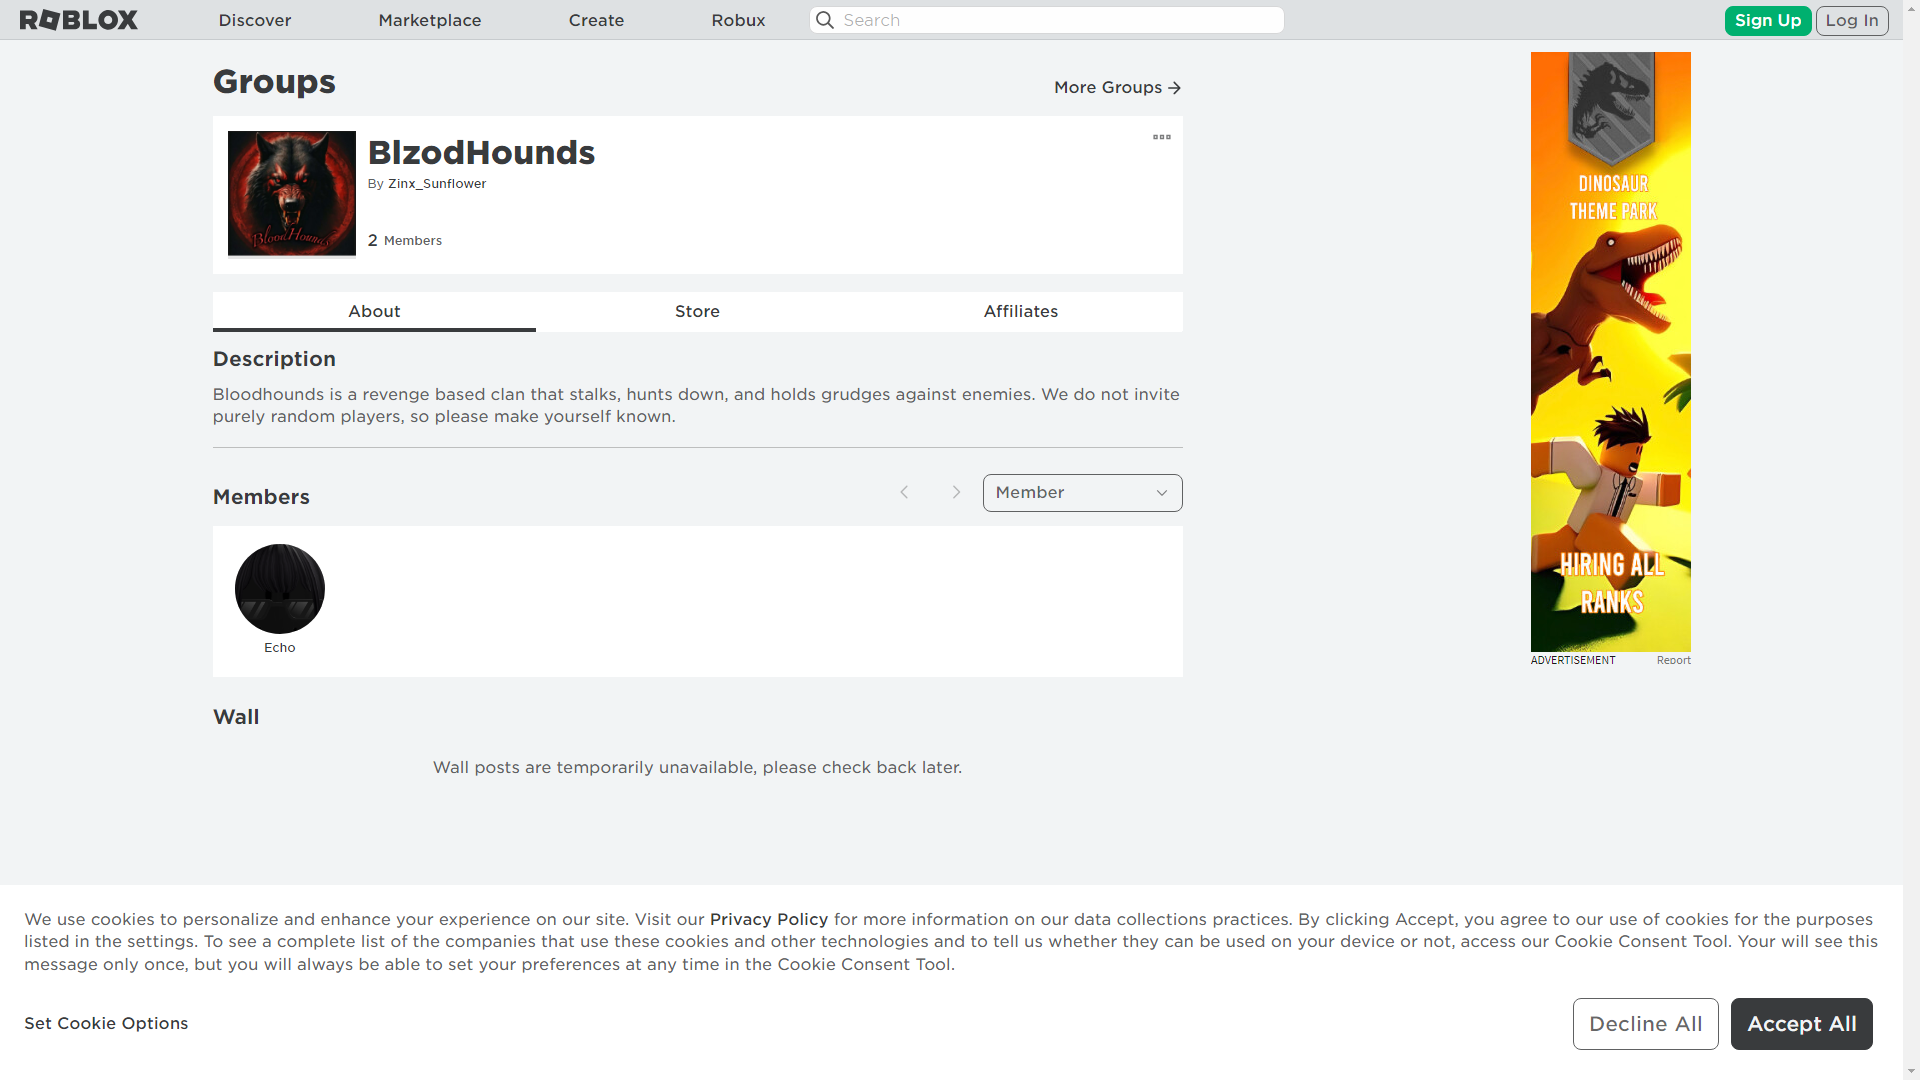 ROBLOX
Discover
Marketplace
Create
Robux
Search
Sign Up
Log In
Groups
More Groups
BlzodHounds
By Zinx_Sunflower
2 Members
BloodHounds
About
Store
Affiliates
Description
Bloodhounds is a revenge based clan that stalks, hunts down, and holds grudges against enemies. We do not invite
purely random players, so please make yourself known.
Members
Member
Echo
Wall
Wall posts are temporarily unavailable, please check back later.
DINOSAUR
THEME PARK
HIRING ALL
RANKS
ADVERTISEMENT
Report
We use cookies to personalize and enhance your experience on our site. Visit our Privacy Policy for more information on our data collections practices. By clicking Accept, you agree to our use of cookies for the purposes
listed in the settings. To see a complete list of the companies that use these cookies and other technologies and to tell us whether they can be used on your device or not, access our Cookie Consent Tool. Your will see this
message only once, but you will always be able to set your preferences at any time in the Cookie Consent Tool.
Set Cookie Options
Decline All
Accept All